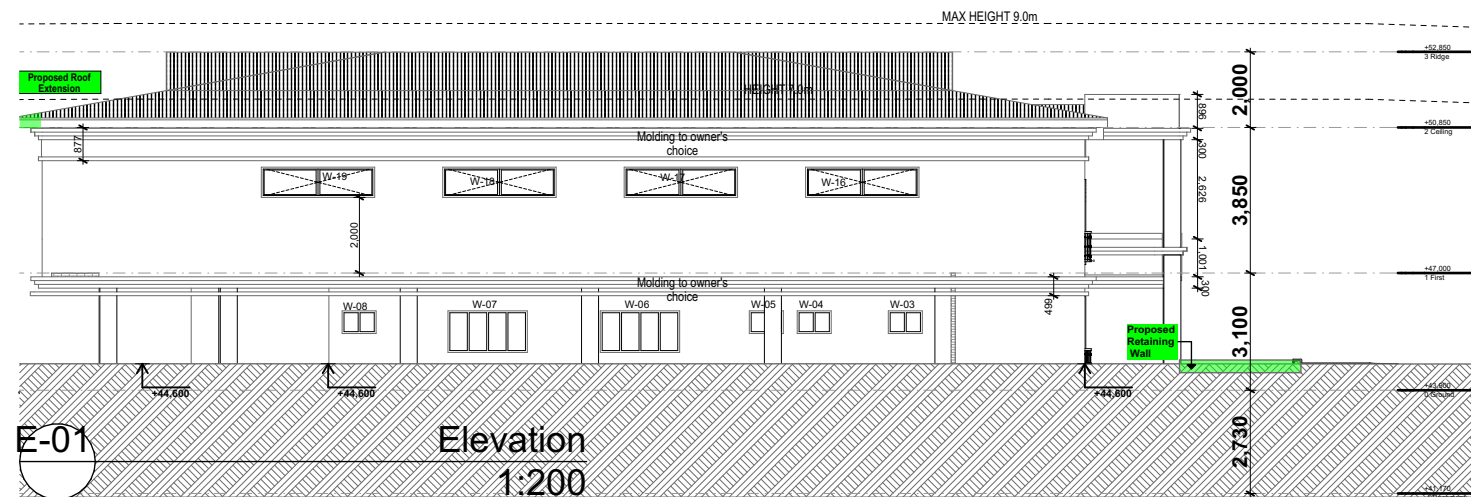 MAX HEIGHT 9.0m
+52,850
3 Ridge
Proposed Roof
Extension
HEIGHT 7.0m
2,000
896
+50,850
2 Ceiling
877
Molding to owner's
choice
300
W-19
W-18
W-17
W-16
2,626
3,850
2,000
1,001
+47,000
1 First
Molding to owner's
choice
300
499
W-08
W-07
W-06
W-05
W-04
W-03
3,100
Proposed
Retaining
Wall
+44,600
+44,600
+44,600
+43,900
0 Ground
E-01
Elevation
1:200
2,730
+41,170